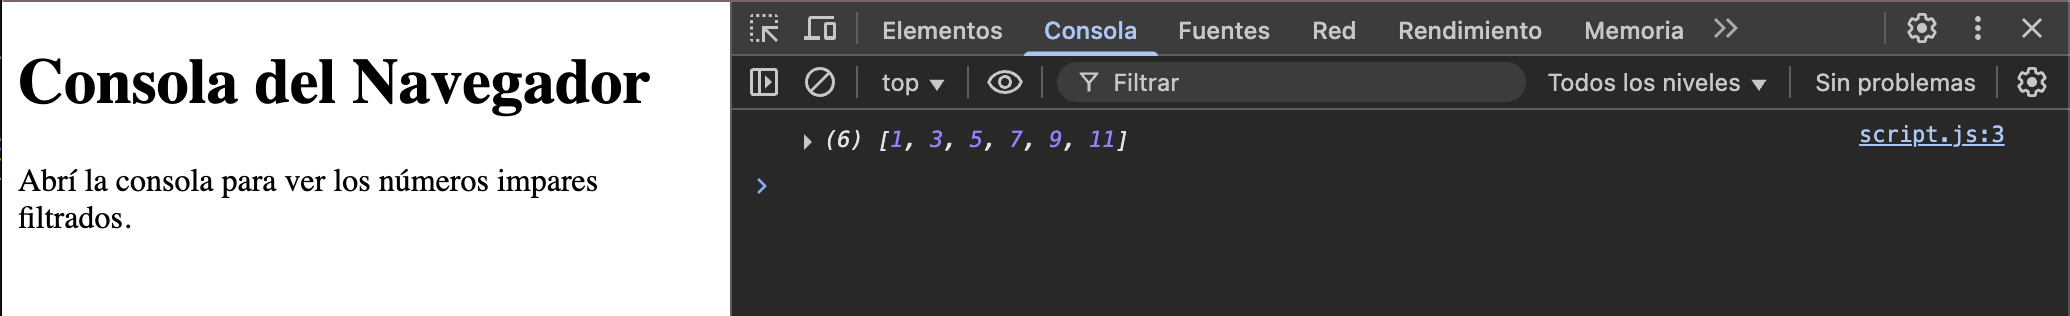 Consola del Navegador
Abrí la consola para ver los números impares
filtrados.
Elementos Consola Fuentes Red Rendimiento Memoria
top Filtrar Todos los niveles Sin problemas
(6) [1, 3, 5, 7, 9, 11] script.js:3